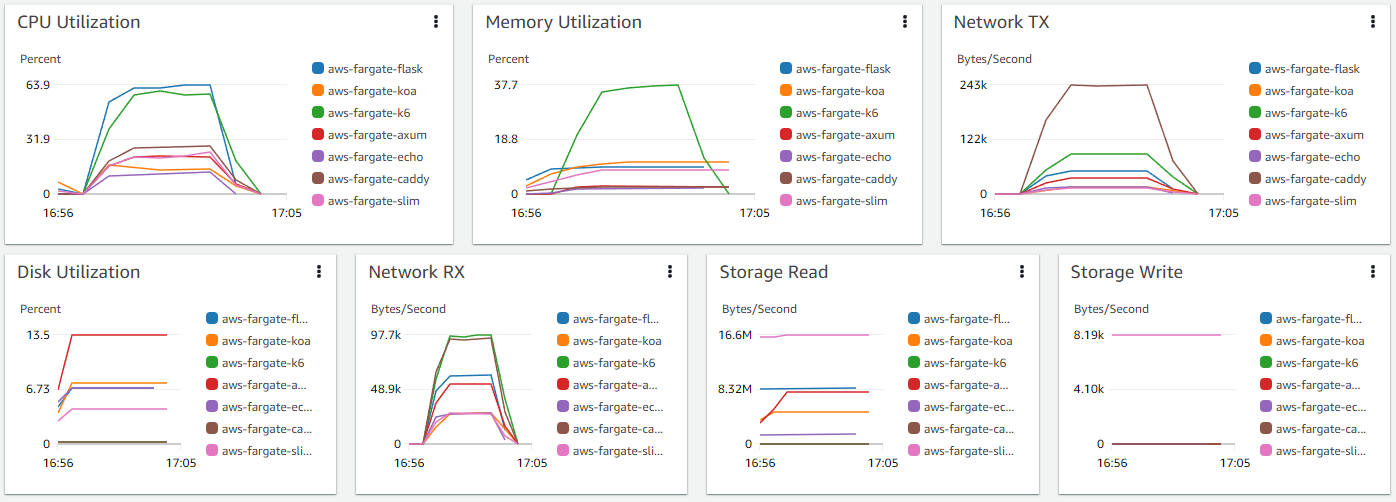 CPU Utilization
Percent
63.9
31.9
0
16:56
17:05
aws-fargate-flask
aws-fargate-koa
aws-fargate-k6
aws-fargate-axum
aws-fargate-echo
aws-fargate-caddy
aws-fargate-slim
Memory Utilization
Percent
37.7
18.8
0
16:56
17:05
aws-fargate-flask
aws-fargate-koa
aws-fargate-k6
aws-fargate-axum
aws-fargate-echo
aws-fargate-caddy
aws-fargate-slim
Network TX
Bytes/Second
243k
122k
0
16:56
17:05
aws-fargate-flask
aws-fargate-koa
aws-fargate-k6
aws-fargate-axum
aws-fargate-echo
aws-fargate-caddy
aws-fargate-slim
Disk Utilization
Percent
13.5
6.73
0
16:56
17:05
aws-fargate-fl...
aws-fargate-koa
aws-fargate-k6
aws-fargate-a...
aws-fargate-ec...
aws-fargate-ca...
aws-fargate-sli...
Network RX
Bytes/Second
97.7k
48.9k
0
16:56
17:05
aws-fargate-fl...
aws-fargate-koa
aws-fargate-k6
aws-fargate-a...
aws-fargate-ec...
aws-fargate-ca...
aws-fargate-sli...
Storage Read
Bytes/Second
16.6M
8.32M
0
16:56
17:05
aws-fargate-fl...
aws-fargate-koa
aws-fargate-k6
aws-fargate-a...
aws-fargate-ec...
aws-fargate-ca...
aws-fargate-sli...
Storage Write
Bytes/Second
8.19k
4.10k
0
16:56
17:05
aws-fargate-fl...
aws-fargate-koa
aws-fargate-k6
aws-fargate-a...
aws-fargate-ec...
aws-fargate-ca...
aws-fargate-sli...